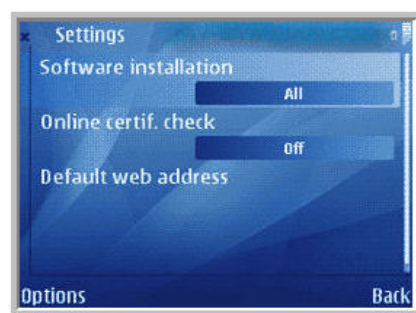 Settings
Software installation
All
Online certif. check
Off
Default web address
Options
Back